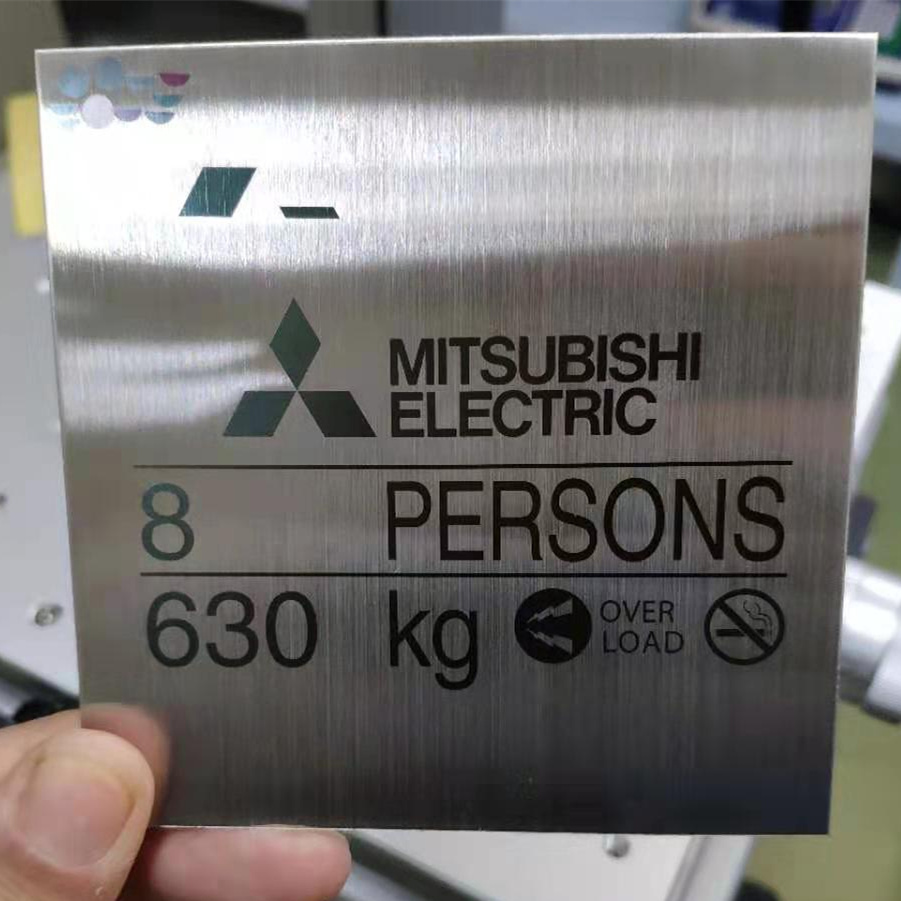 MITSUBISHI
ELECTRIC
8 PERSONS
630 kg OVER
LOAD